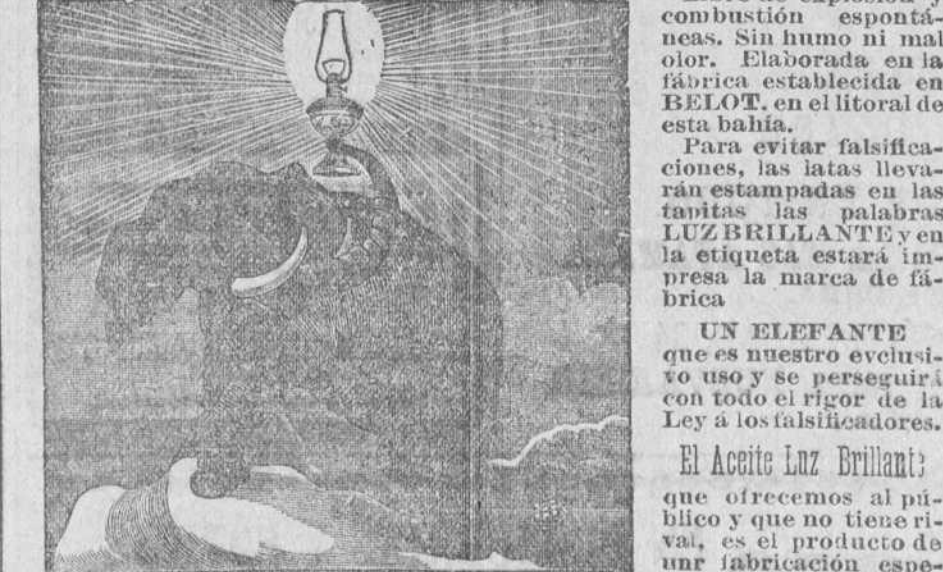 combustión espontá-
neas. Sin humo ni mal
olor. Elaborada en la
fábrica establecida en
BELOT. en el litoral de
esta bahía.
Para evitar falsifica-
ciones, las latas lleva-
rán estampadas en las
tapitas las palabras
LUZ BRILLANTE y en
la etiqueta estará im-
presa la marca de fá-
brica
UN ELEFANTE
que es nuestro evclusi-
vo uso y se perseguirá
con todo el rigor de la
Ley á los falsificadores.
El Aceite Luz Brillante
que ofrecemos al pú-
blico y que no tiene ri-
val, es el producto de
unr fabricación espe-